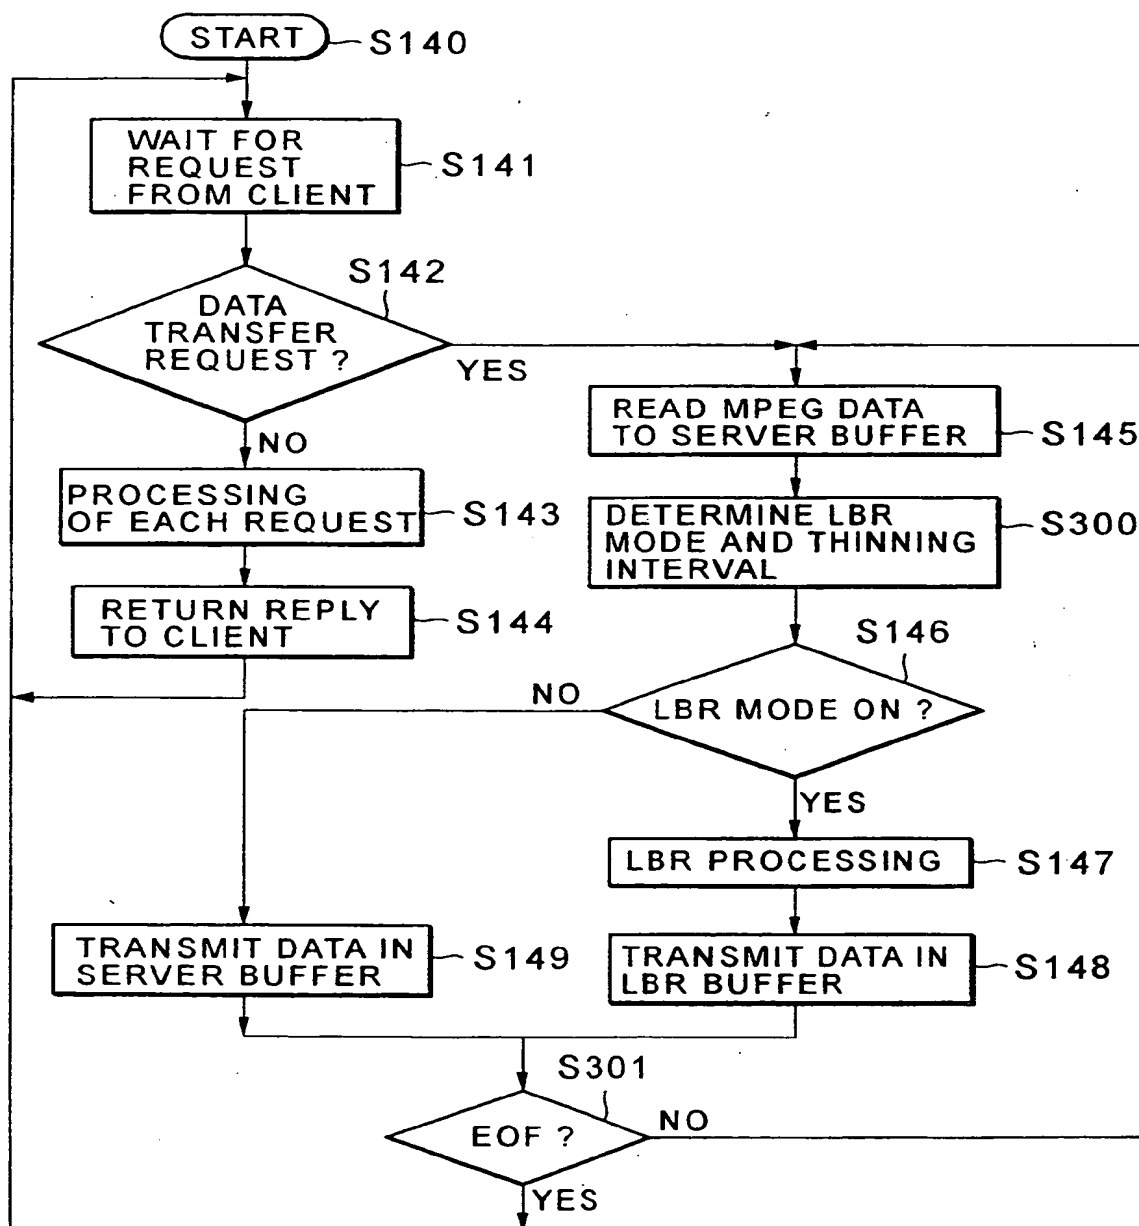 START
S140
WAIT FOR
REQUEST
FROM CLIENT
S141
S142
DATA
TRANSFER
REQUEST ?
YES
NO
READ MPEG DATA
TO SERVER BUFFER
S145
PROCESSING
OF EACH REQUEST
S143
DETERMINE LBR
MODE AND THINNING
INTERVAL
S300
RETURN REPLY
TO CLIENT
S144
S146
LBR MODE ON ?
NO
YES
LBR PROCESSING
S147
TRANSMIT DATA IN
SERVER BUFFER
S149
TRANSMIT DATA IN
LBR BUFFER
S148
S301
EOF ?
NO
YES